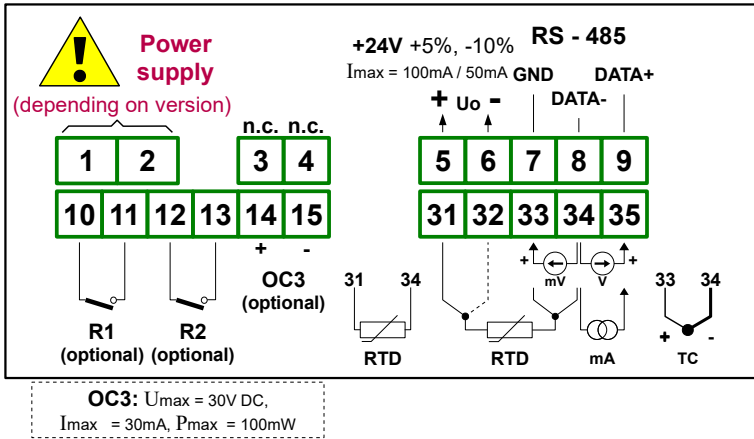 Power
supply
(depending on version)
+24V +5%, -10%
Imax = 100mA / 50mA
RS - 485
GND
DATA+
DATA-
+ Uo -
n.c. n.c.
1 2 3 4 5 6 7 8 9
10 11 12 13 14 15 31 32 33 34 35
+ -
OC3
(optional)
R1
(optional)
R2
(optional)
31 34
RTD
RTD
+ mV
V +
mA
33 34
+ -
TC
OC3: Umax = 30V DC,
Imax = 30mA, Pmax = 100mW